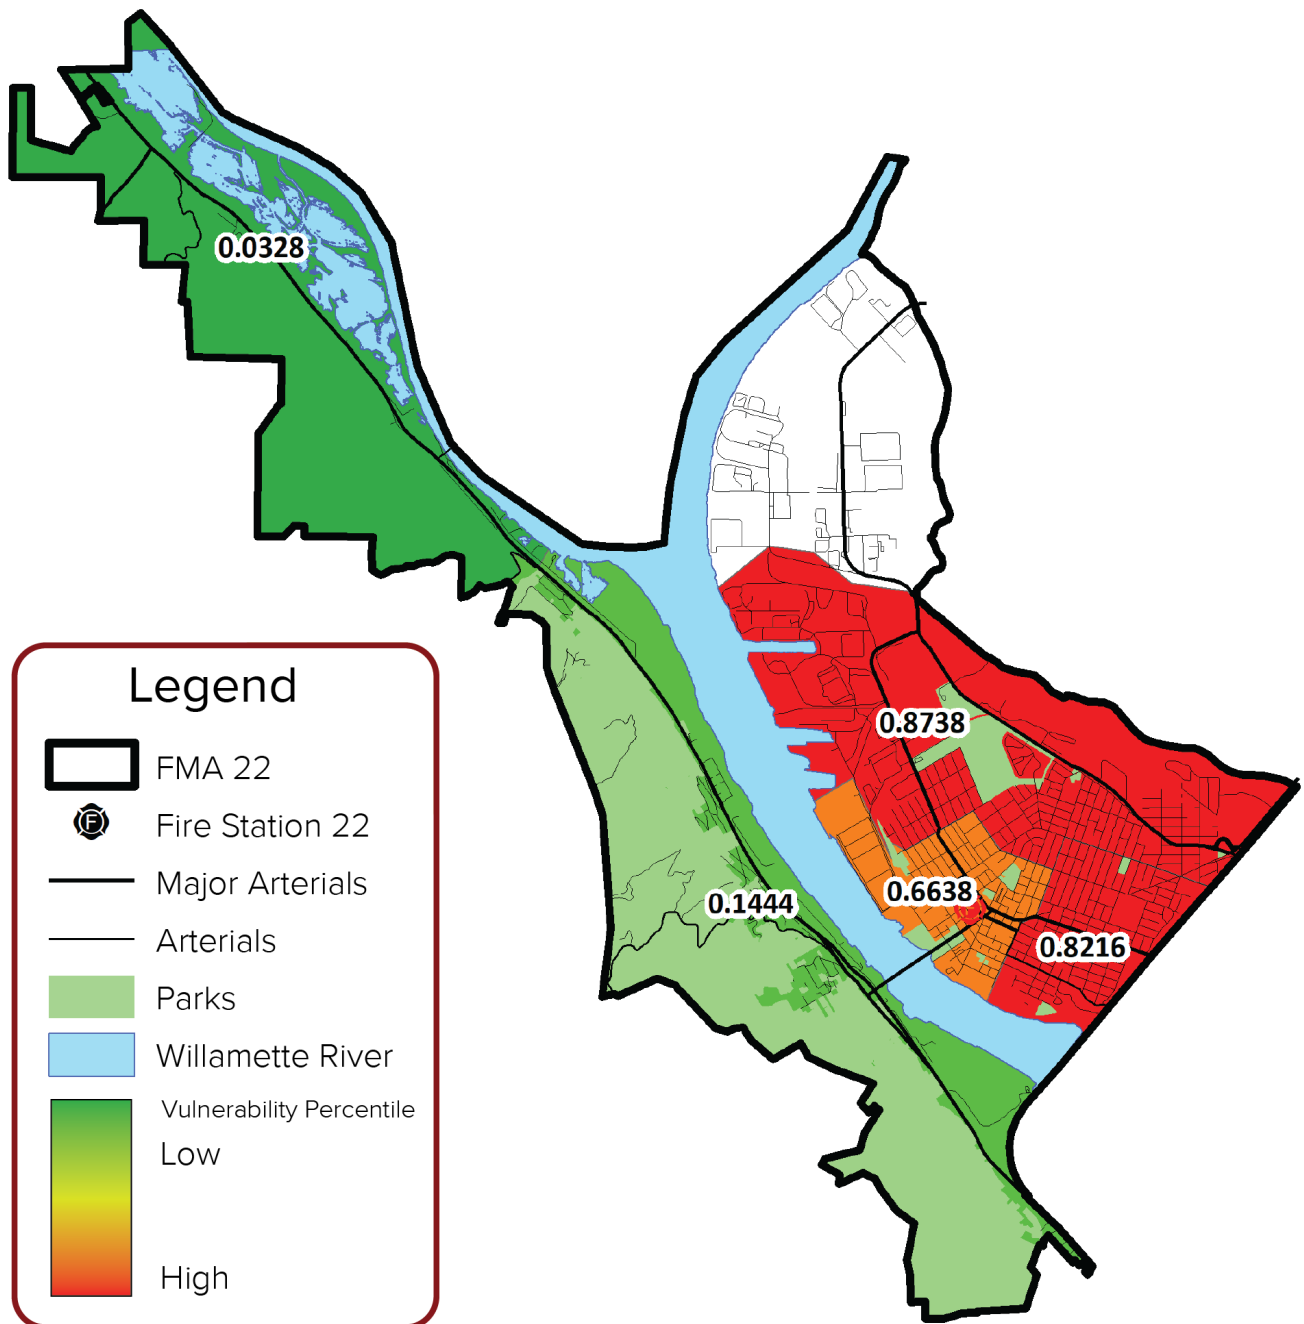 0.0328
0.8738
0.6638
0.1444
0.8216
Legend
FMA 22
F
Fire Station 22
Major Arterials
Arterials
Parks
Willamette River
Vulnerability Percentile
Low
High